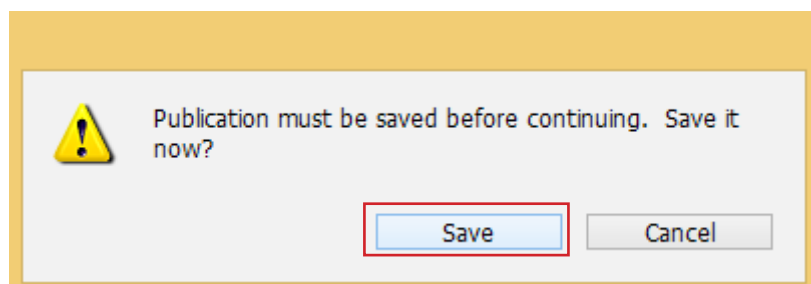 Publication must be saved before continuing.  Save it
now?
Save
Cancel